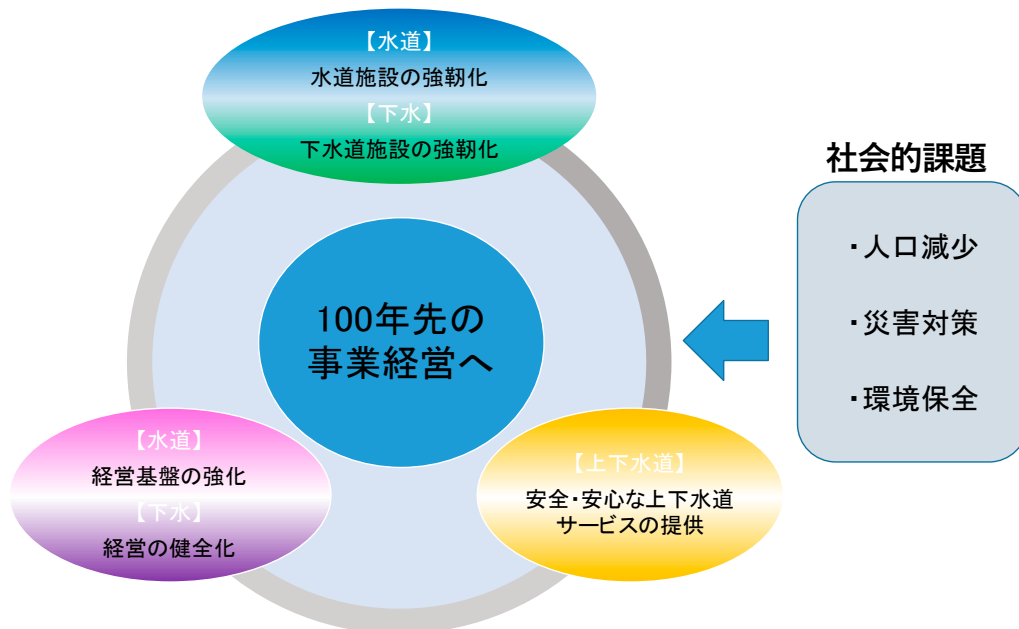 【水道】
水道施設の強靭化
【下水】
下水道施設の強靭化
社会的課題
・人口減少
・災害対策
・環境保全
100年先の
事業経営へ
【水道】
経営基盤の強化
【下水】
経営の健全化
【上下水道】
安全・安心な上下水道
サービスの提供